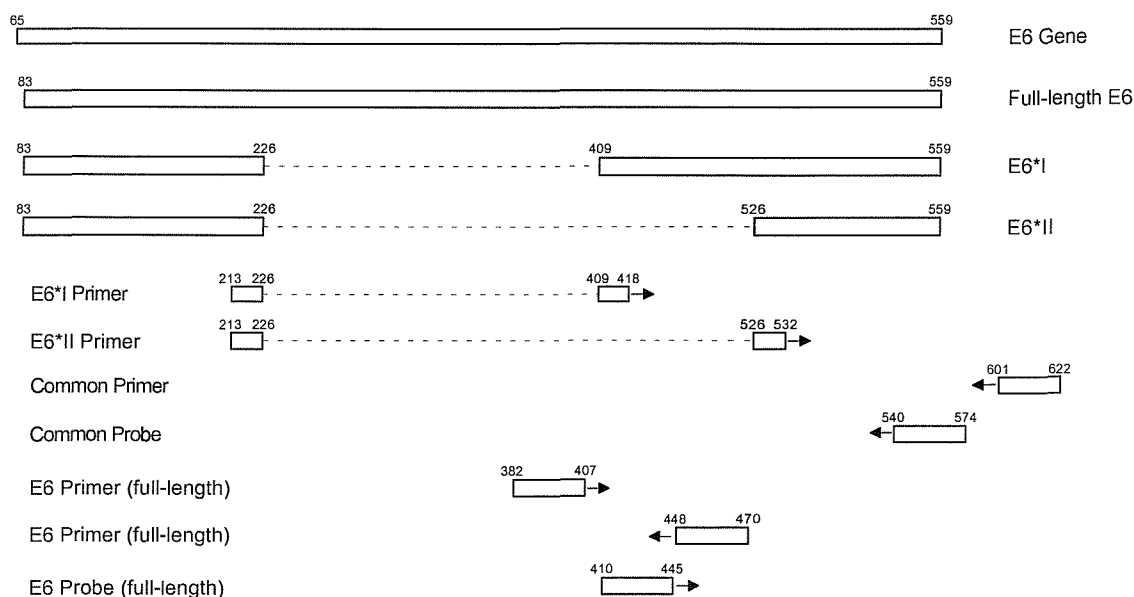 65 559
E6 Gene
83 559
Full-length E6
83 226 409 559
E6*I
83 226 526 559
E6*II
213 226 409 418
E6*I Primer
213 226 526 532
E6*II Primer
601 622
Common Primer
540 574
Common Probe
382 407
E6 Primer (full-length)
448 470
E6 Primer (full-length)
410 445
E6 Probe (full-length)